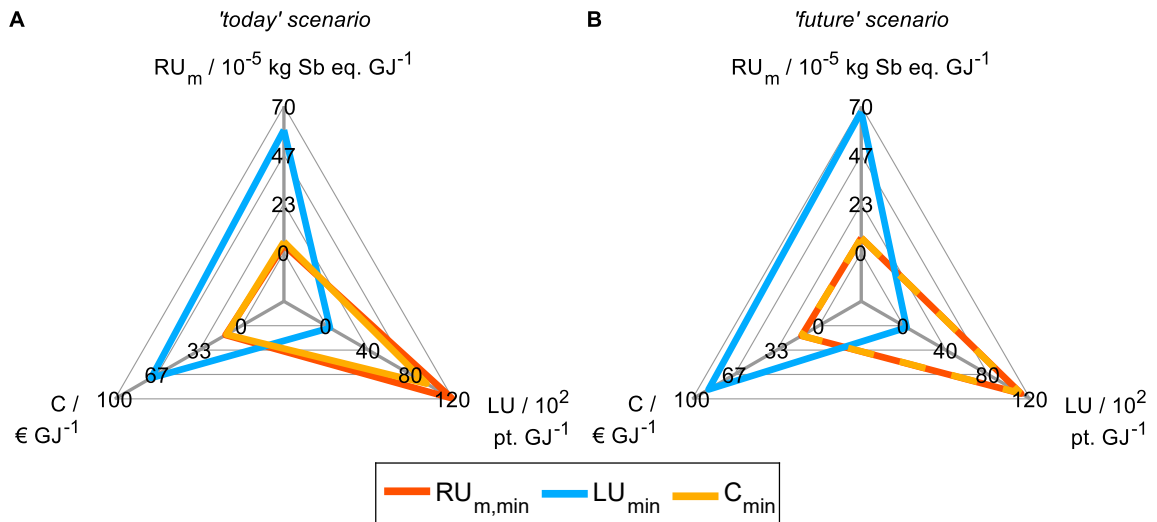 A
'today' scenario
RUm / 10-5 kg Sb eq. GJ-1
70
47
23
0
0
33
67
100
0
40
80
120
C /
€ GJ-1
LU / 102
pt. GJ-1
B
'future' scenario
RUm / 10-5 kg Sb eq. GJ-1
70
47
23
0
0
33
67
100
0
40
80
120
C /
€ GJ-1
LU / 102
pt. GJ-1
RUm,min LUmin Cmin